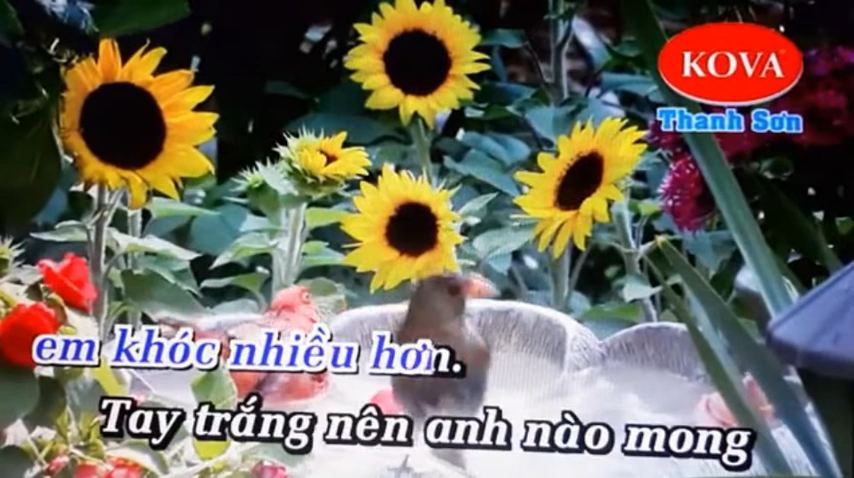 KOVA®
Thanh Sơn
em khóc nhiều hơn.
Tay trắng nên anh nào mong